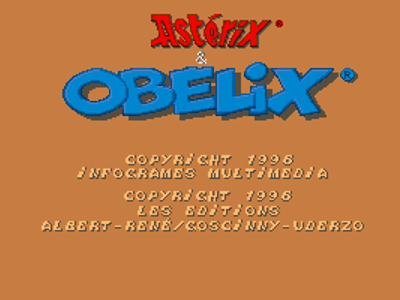 Astérix ®
&
OBELiX ®
COPYRIGHT 1996
INFOGRAMES MULTIMEDIA
COPYRIGHT 1996
LES EDITIONS
ALBERT-RENÉ/GOSCINNY-UDERZO